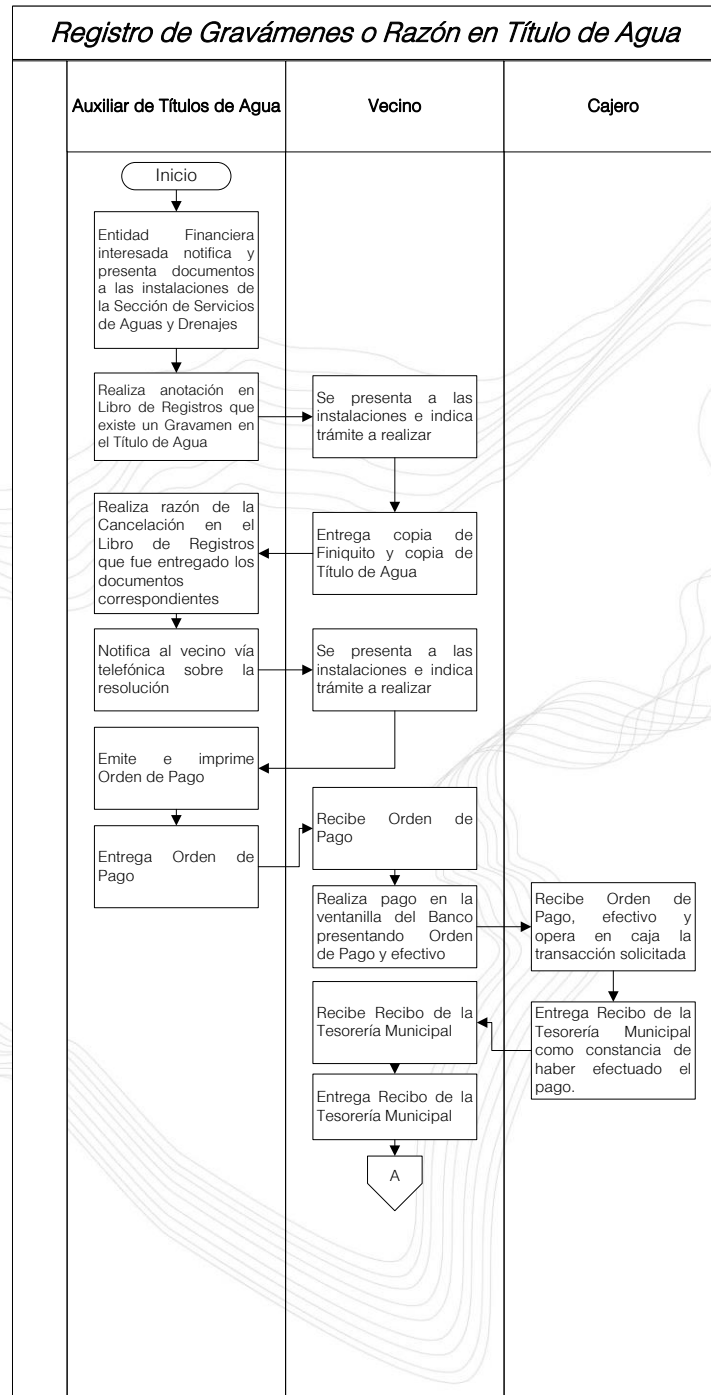 Registro de Gravámenes o Razón en Título de Agua
Auxiliar de Títulos de Agua
Vecino
Cajero
Inicio
Entidad Financiera
interesada notifica y
presenta documentos
a las instalaciones de
la Sección de Servicios
de Aguas y Drenajes
Realiza anotación en
Libro de Registros que
existe un Gravamen en
el Título de Agua
Se presenta a las
instalaciones e indica
trámite a realizar
Entrega copia de
Finiquito y copia de
Título de Agua
Realiza razón de la
Cancelación en el
Libro de Registros
que fue entregado los
documentos
correspondientes
Notifica al vecino vía
telefónica sobre la
resolución
Se presenta a las
instalaciones e indica
trámite a realizar
Emite e imprime
Orden de Pago
Entrega Orden de
Pago
Recibe Orden de
Pago
Realiza pago en la
ventanilla del Banco
presentando Orden
de Pago y efectivo
Recibe Orden de
Pago, efectivo y
opera en caja la
transacción solicitada
Entrega Recibo de la
Tesorería Municipal
como constancia de
haber efectuado el
pago.
Recibe Recibo de la
Tesorería Municipal
Entrega Recibo de la
Tesorería Municipal
A